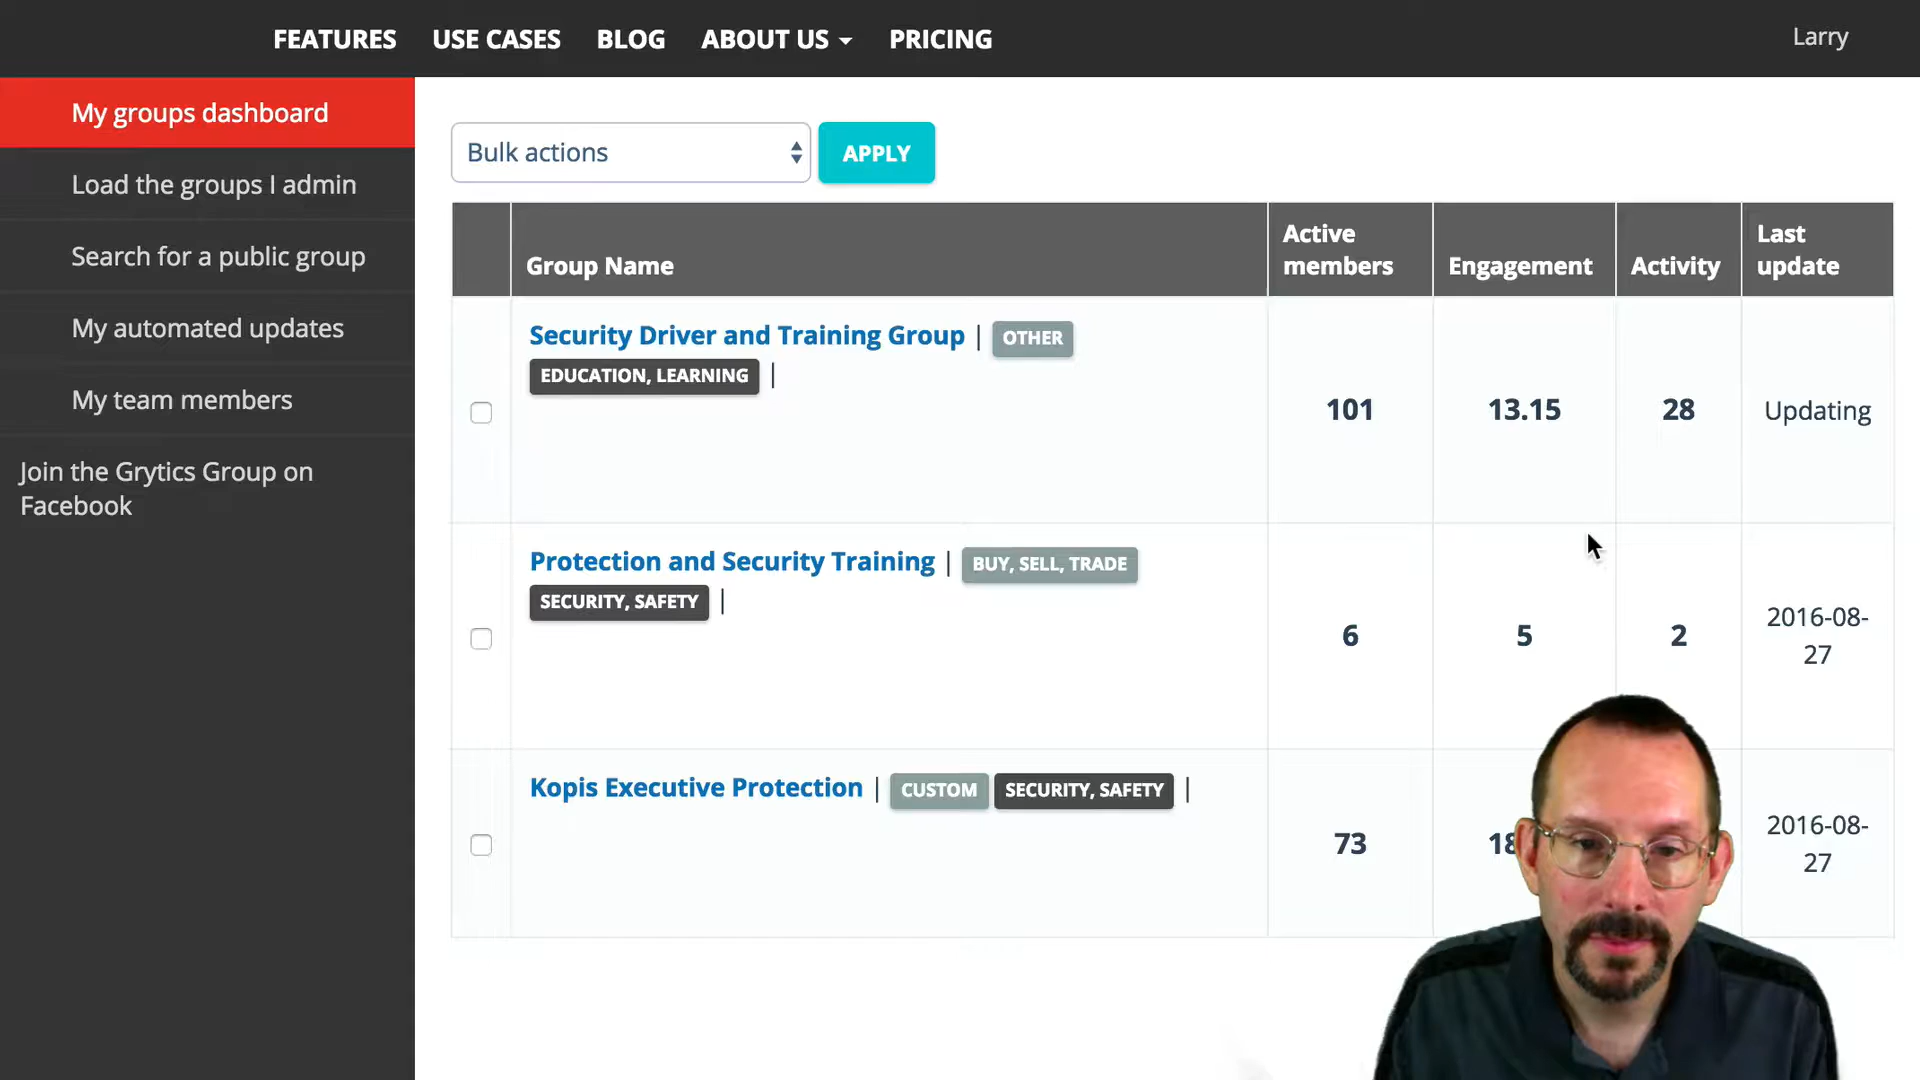 FEATURES USE CASES BLOG ABOUT US PRICING Larry
My groups dashboard
Load the groups I admin
Search for a public group
My automated updates
My team members
Join the Grytics Group on
Facebook
Bulk actions APPLY
Group Name Active members Engagement Activity Last update
Security Driver and Training Group | OTHER
EDUCATION, LEARNING |
101 13.15 28 Updating
Protection and Security Training | BUY, SELL, TRADE
SECURITY, SAFETY |
6 5 2 2016-08-
27
Kopis Executive Protection | CUSTOM SECURITY, SAFETY |
73 2016-08-
27